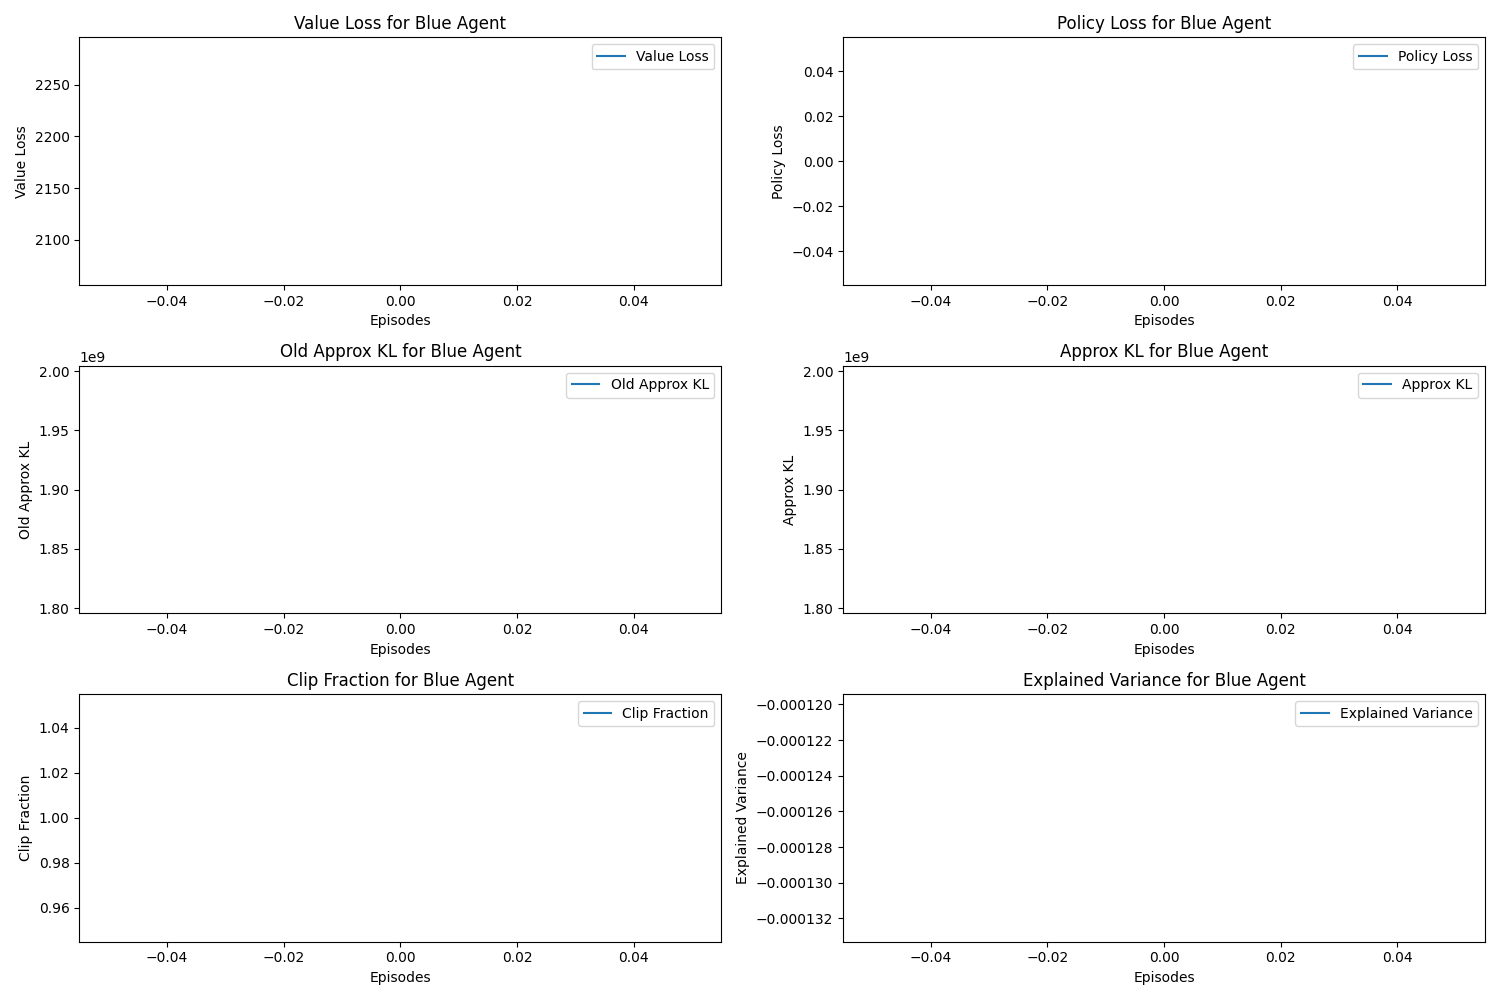 Value Loss for Blue Agent
Value Loss
2250
2200
2150
2100
Value Loss
−0.04 −0.02 0.00 0.02 0.04
Episodes
Policy Loss for Blue Agent
Policy Loss
0.04
0.02
0.00
−0.02
−0.04
Policy Loss
−0.04 −0.02 0.00 0.02 0.04
Episodes
Old Approx KL for Blue Agent
1e9
Old Approx KL
2.00
1.95
1.90
1.85
1.80
Old Approx KL
−0.04 −0.02 0.00 0.02 0.04
Episodes
Approx KL for Blue Agent
1e9
Approx KL
2.00
1.95
1.90
1.85
1.80
Approx KL
−0.04 −0.02 0.00 0.02 0.04
Episodes
Clip Fraction for Blue Agent
Clip Fraction
1.04
1.02
1.00
0.98
0.96
Clip Fraction
−0.04 −0.02 0.00 0.02 0.04
Episodes
Explained Variance for Blue Agent
Explained Variance
−0.000120
−0.000122
−0.000124
−0.000126
−0.000128
−0.000130
−0.000132
Explained Variance
−0.04 −0.02 0.00 0.02 0.04
Episodes